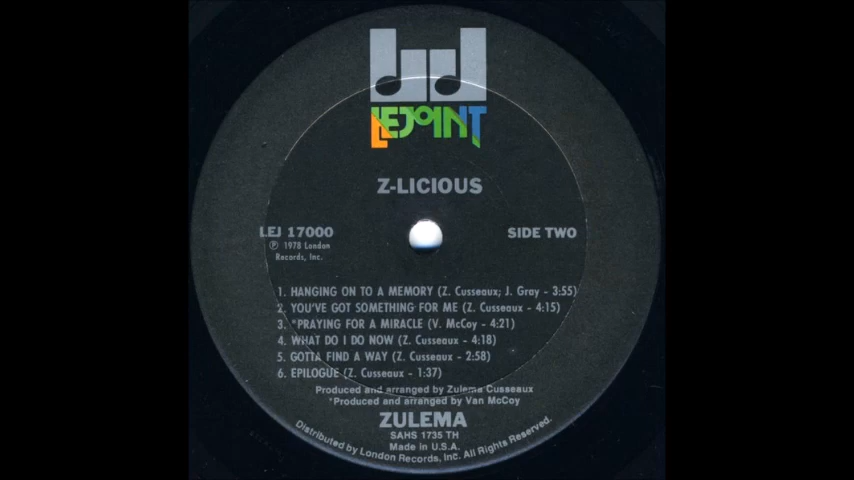 LEJOINT
Z-LICIOUS
LEJ 17000
℗ 1978 London
Records, Inc.
SIDE TWO
1. HANGING ON TO A MEMORY (Z. Cusseaux; J. Gray - 3:55)
2. YOU'VE GOT SOMETHING FOR ME (Z. Cusseaux - 4:15)
3. *PRAYING FOR A MIRACLE (V. McCoy - 4:21)
4. WHAT DO I DO NOW (Z. Cusseaux - 4:18)
5. GOTTA FIND A WAY (Z. Cusseaux - 2:58)
6. EPILOGUE (Z. Cusseaux - 1:37)
Produced and arranged by Zulema Cusseaux
*Produced and arranged by Van McCoy
ZULEMA
SAHS 1735 TH
Made in U.S.A.
Distributed by London Records, Inc. All Rights Reserved.